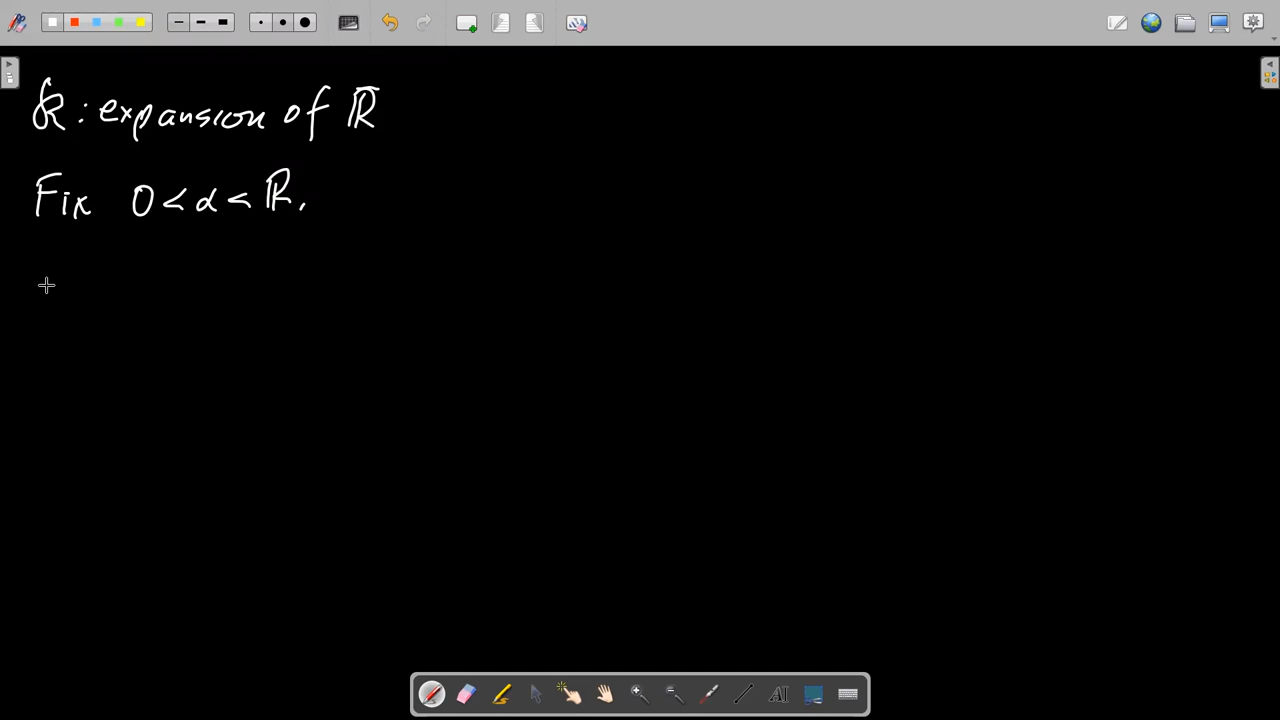 ℛ : expansion of ℝ
Fix 0 < α < ℝ.